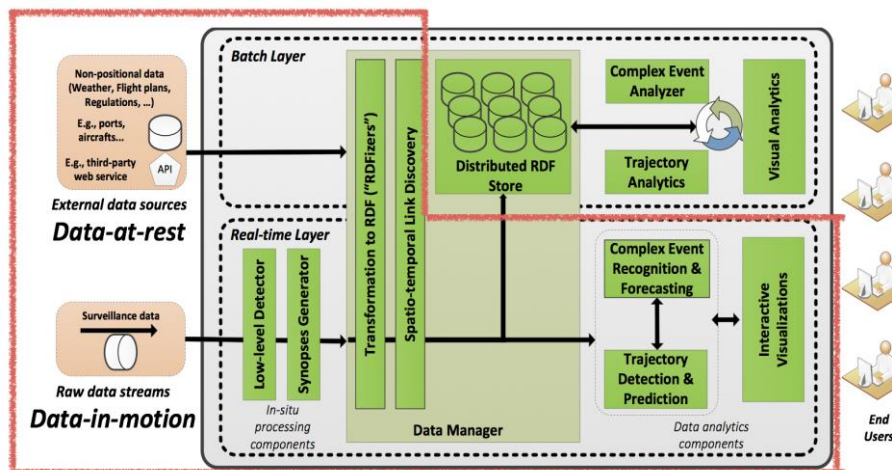 Batch Layer
Non-positional data
(Weather, Flight plans,
Regulations, ...)
E.g., ports,
aircrafts...
E.g., third-party
web service
API
External data sources
Data-at-rest
Transformation to RDF ("RDFizers")
Spatio-temporal Link Discovery
Distributed RDF
Store
Complex Event
Analyzer
Trajectory
Analytics
Visual Analytics
Real-time Layer
Surveillance data
Raw data streams
Data-in-motion
Low-level Detector
Synopses Generator
In-situ
processing
components
Data Manager
Complex Event
Recognition &
Forecasting
Trajectory
Detection &
Prediction
Interactive
Visualizations
Data analytics
components
End
Users